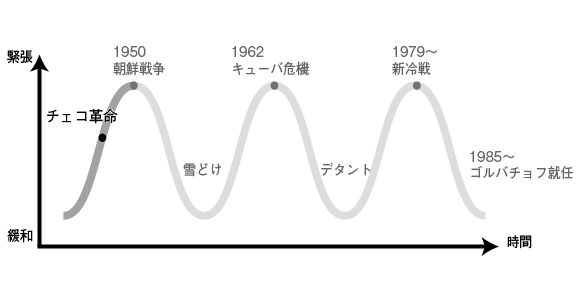 緊張
1950
朝鮮戦争
1962
キューバ危機
1979〜
新冷戦
チェコ革命
雪どけ
デタント
1985〜
ゴルバチョフ就任
緩和
時間